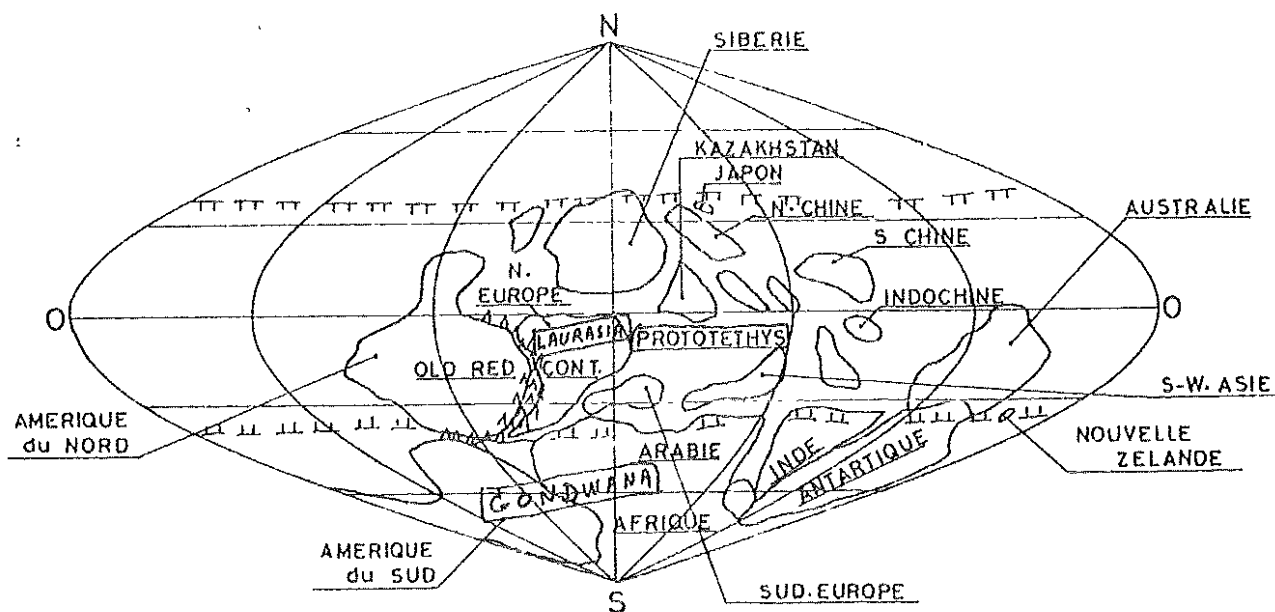 N
SIBERIE
KAZAKHSTAN
JAPON
N. CHINE
AUSTRALIE
S CHINE
N.
EUROPE
INDOCHINE
O
O
LAURASIA
PROTOTETHYS
OLD RED
CONT.
S-W. ASIE
AMERIQUE
du NORD
ARABIE
INDE
ANTARTIQUE
NOUVELLE
ZELANDE
GONDWANA
AFRIQUE
AMERIQUE
du SUD
S
SUD.EUROPE